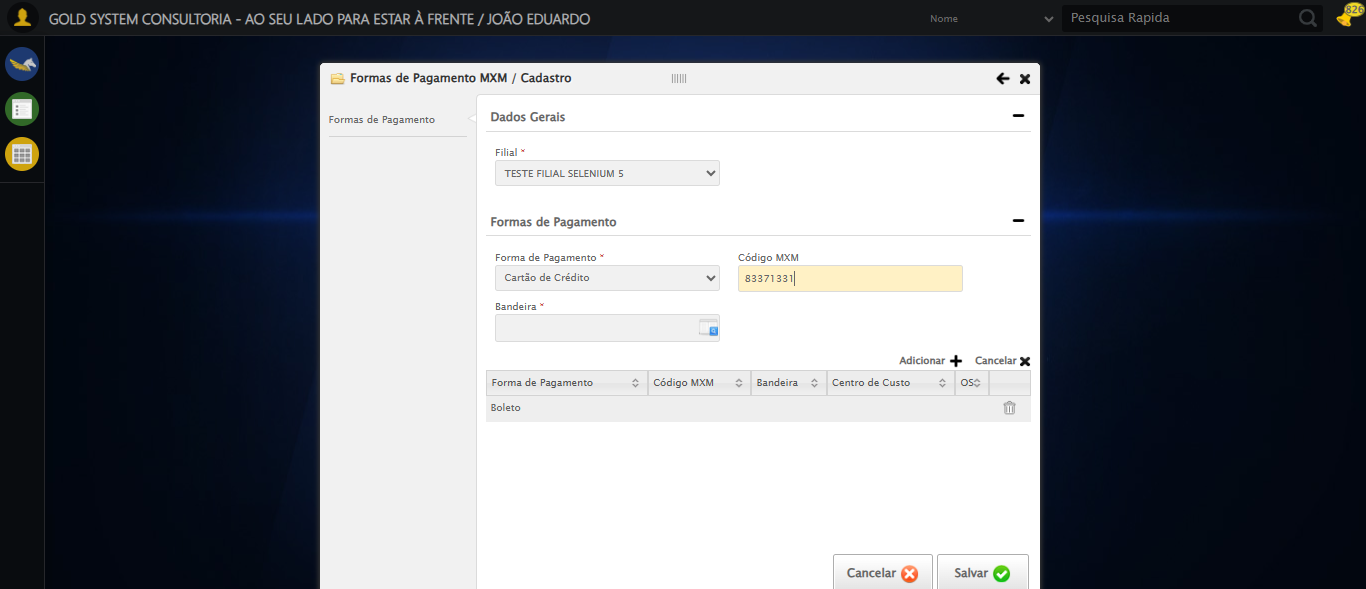 GOLD SYSTEM CONSULTORIA - AO SEU LADO PARA ESTAR À FRENTE / JOÃO EDUARDO
Nome
Pesquisa Rapida
826
Formas de Pagamento MXM / Cadastro
Formas de Pagamento
Dados Gerais
Filial *
TESTE FILIAL SELENIUM 5
Formas de Pagamento
Forma de Pagamento * Código MXM
Cartão de Crédito 83371331
Bandeira *
Adicionar Cancelar
Forma de Pagamento Código MXM Bandeira Centro de Custo OS
Boleto
Cancelar Salvar